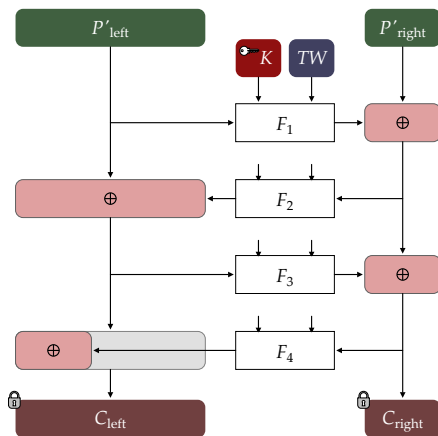 P′left P′right
K TW
F1 ⊕
⊕ F2
F3 ⊕
⊕ F4
Cleft Cright